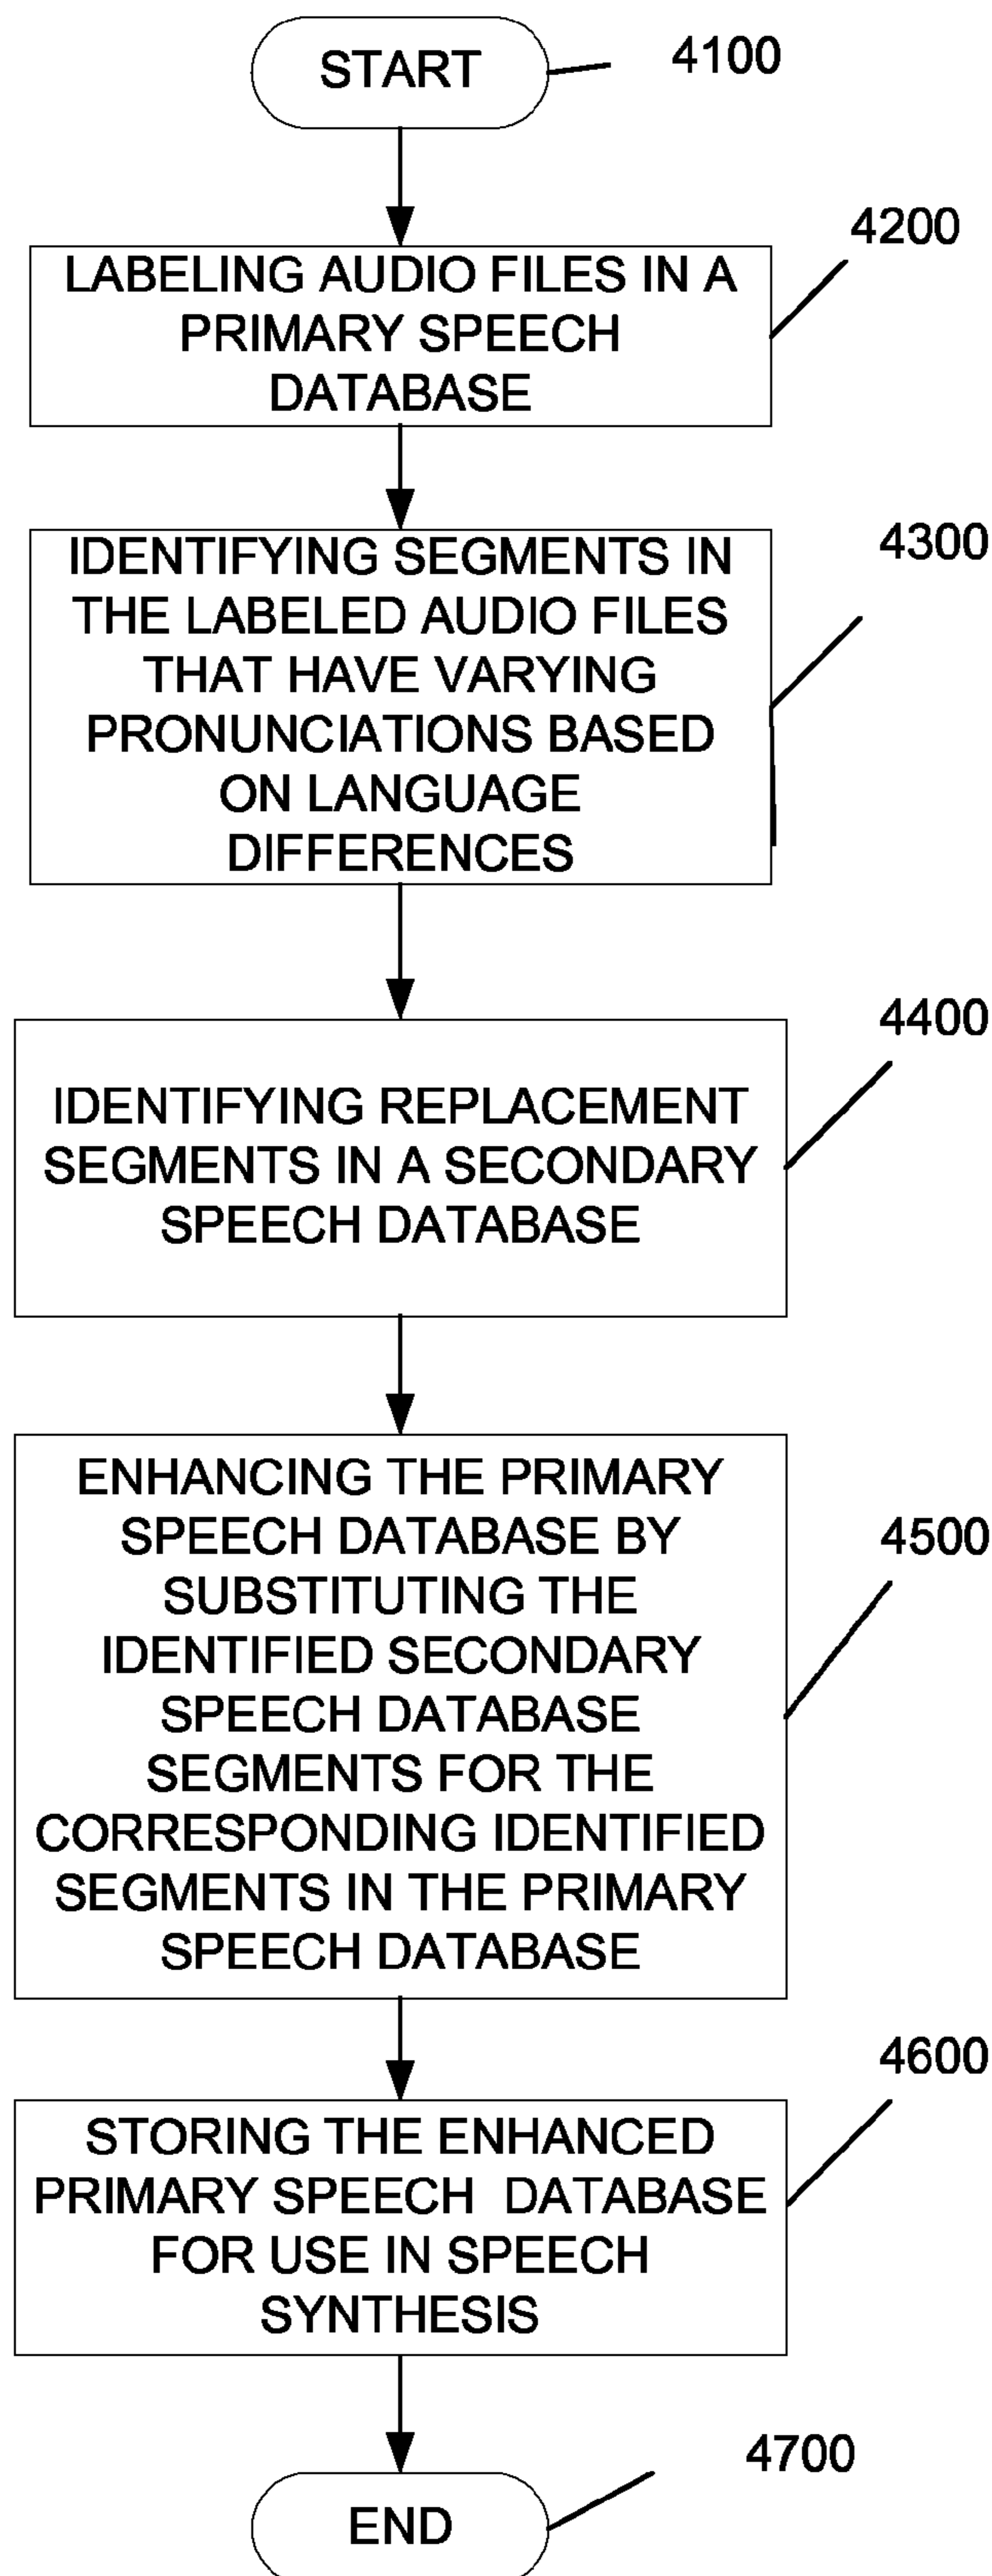 START
4100
4200
LABELING AUDIO FILES IN A
PRIMARY SPEECH
DATABASE
4300
IDENTIFYING SEGMENTS IN
THE LABELED AUDIO FILES
THAT HAVE VARYING
PRONUNCIATIONS BASED
ON LANGUAGE
DIFFERENCES
4400
IDENTIFYING REPLACEMENT
SEGMENTS IN A SECONDARY
SPEECH DATABASE
4500
ENHANCING THE PRIMARY
SPEECH DATABASE BY
SUBSTITUTING THE
IDENTIFIED SECONDARY
SPEECH DATABASE
SEGMENTS FOR THE
CORRESPONDING IDENTIFIED
SEGMENTS IN THE PRIMARY
SPEECH DATABASE
4600
STORING THE ENHANCED
PRIMARY SPEECH DATABASE
FOR USE IN SPEECH
SYNTHESIS
4700
END